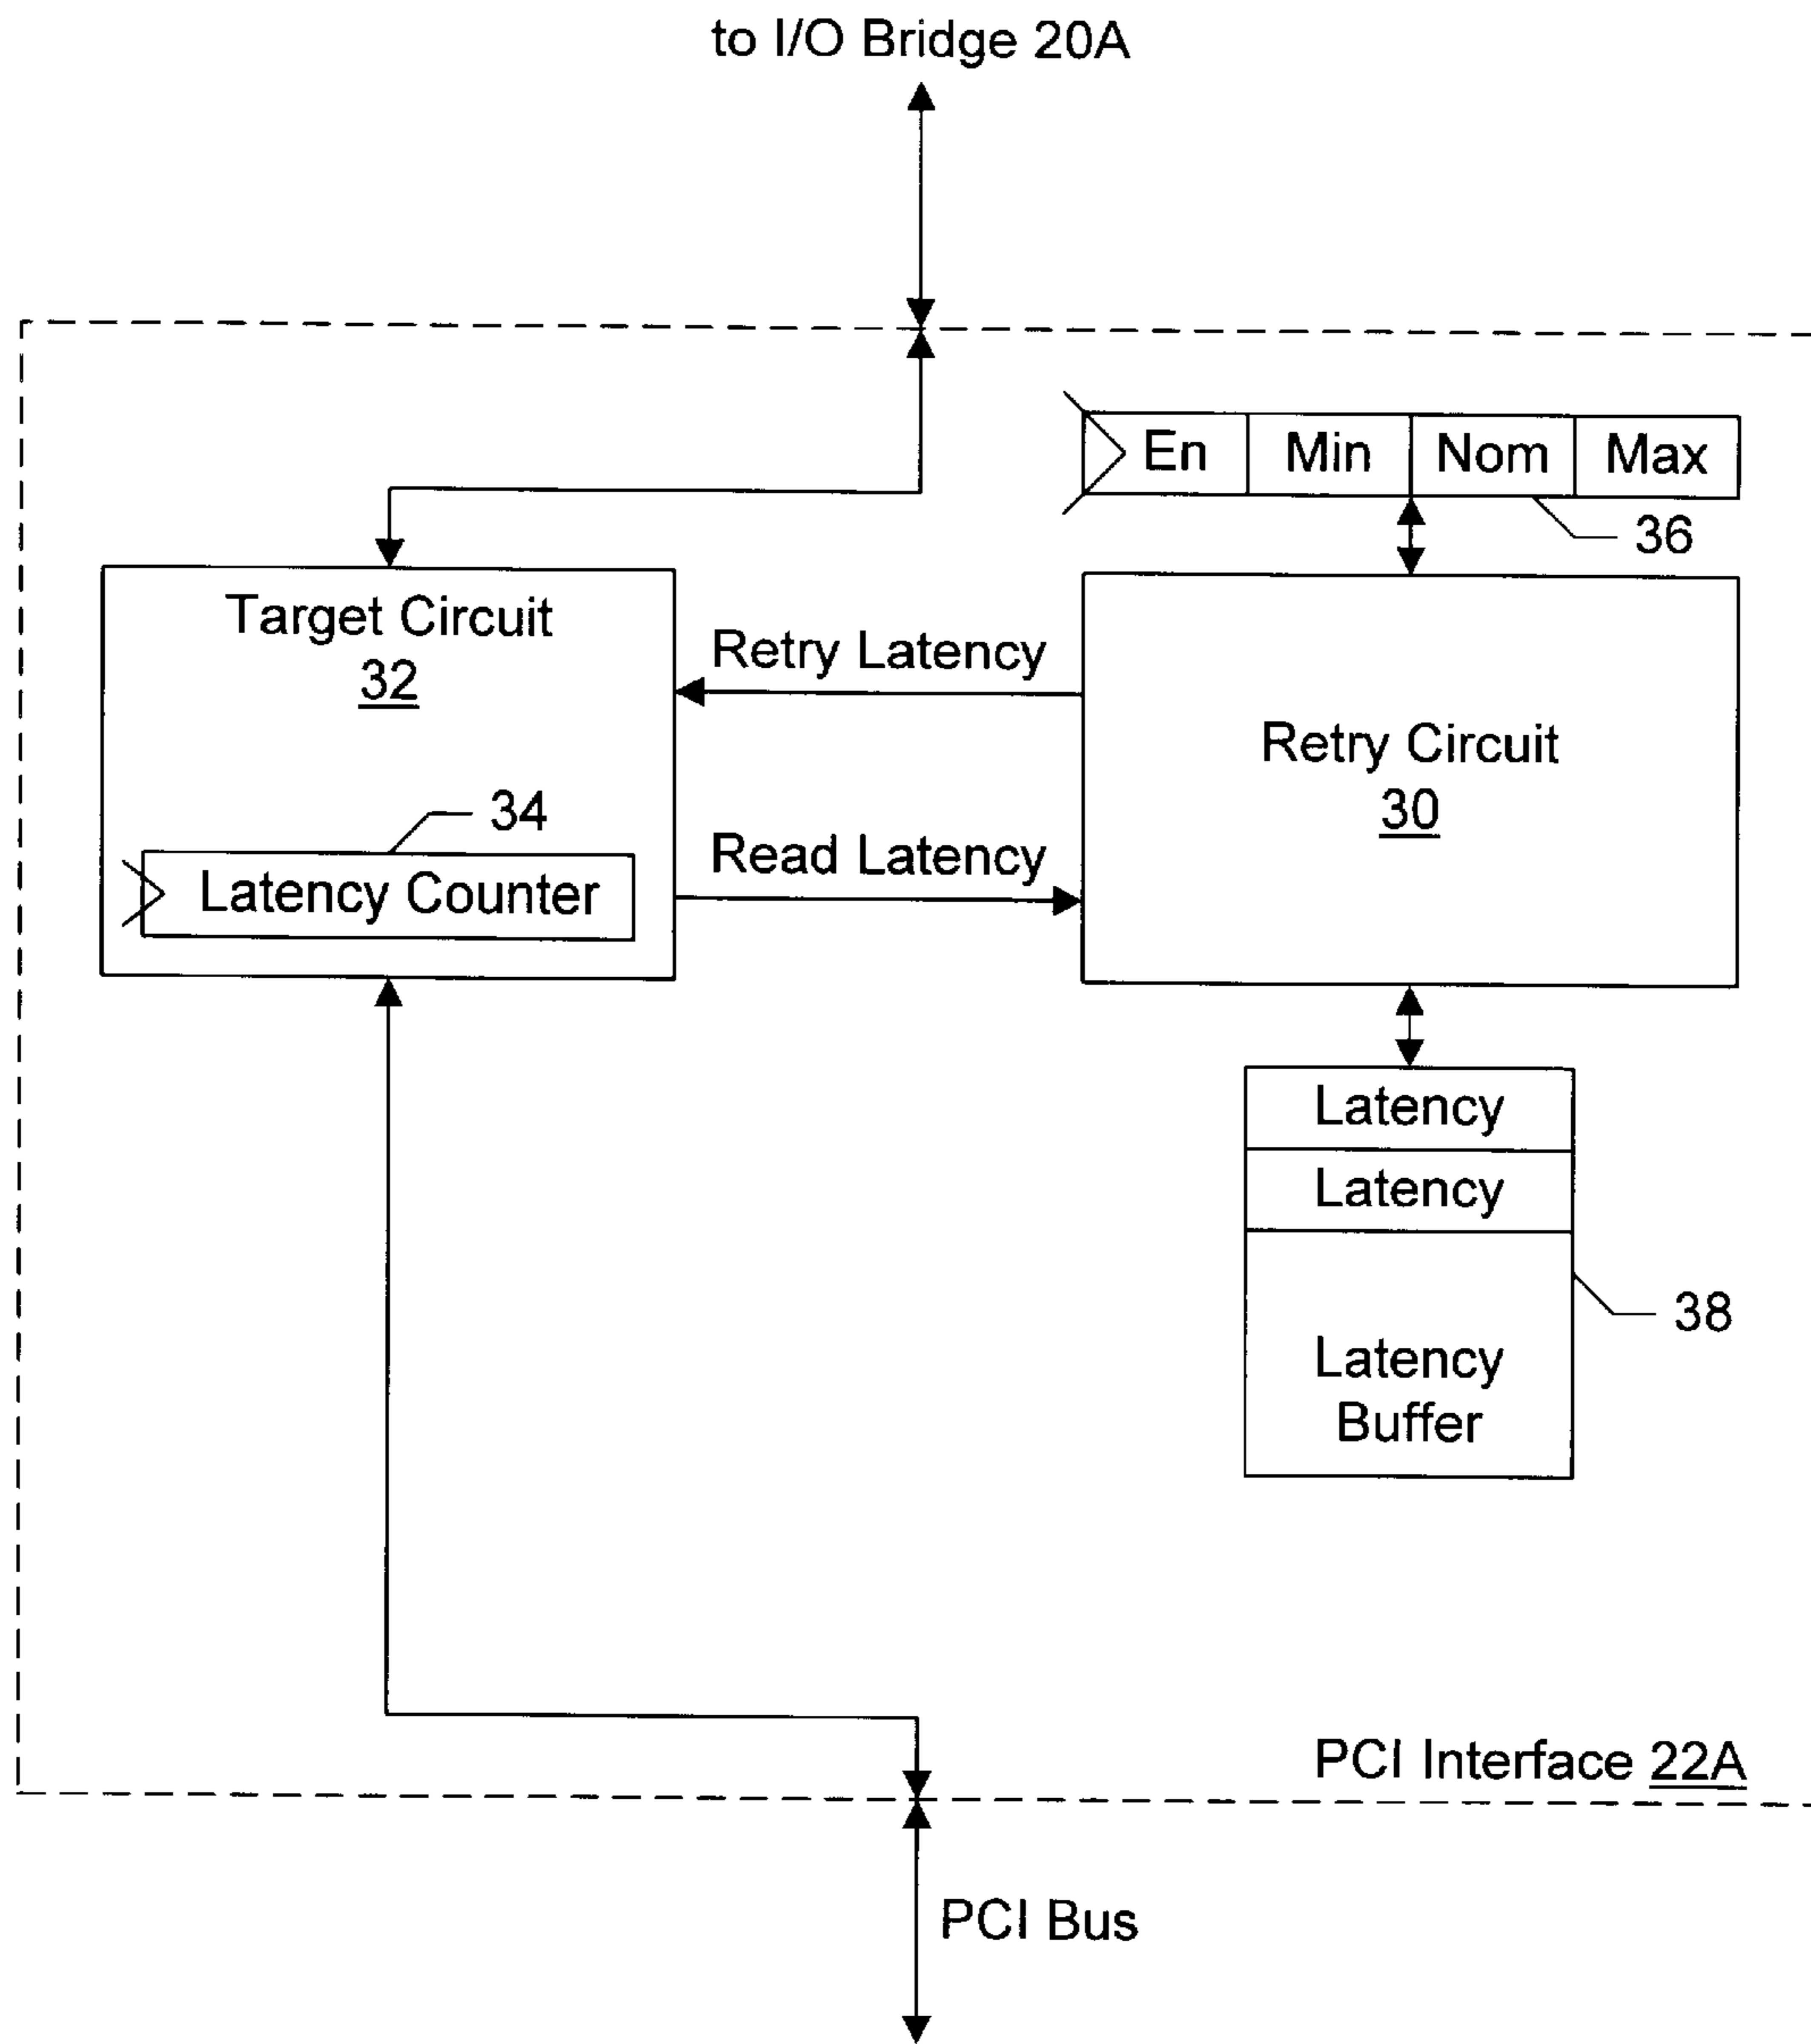 to I/O Bridge 20A
En Min Nom Max
36
Target Circuit
32
Retry Latency
Retry Circuit
30
34
Latency Counter
Read Latency
Latency
Latency
38
Latency
Buffer
PCI Interface 22A
PCI Bus